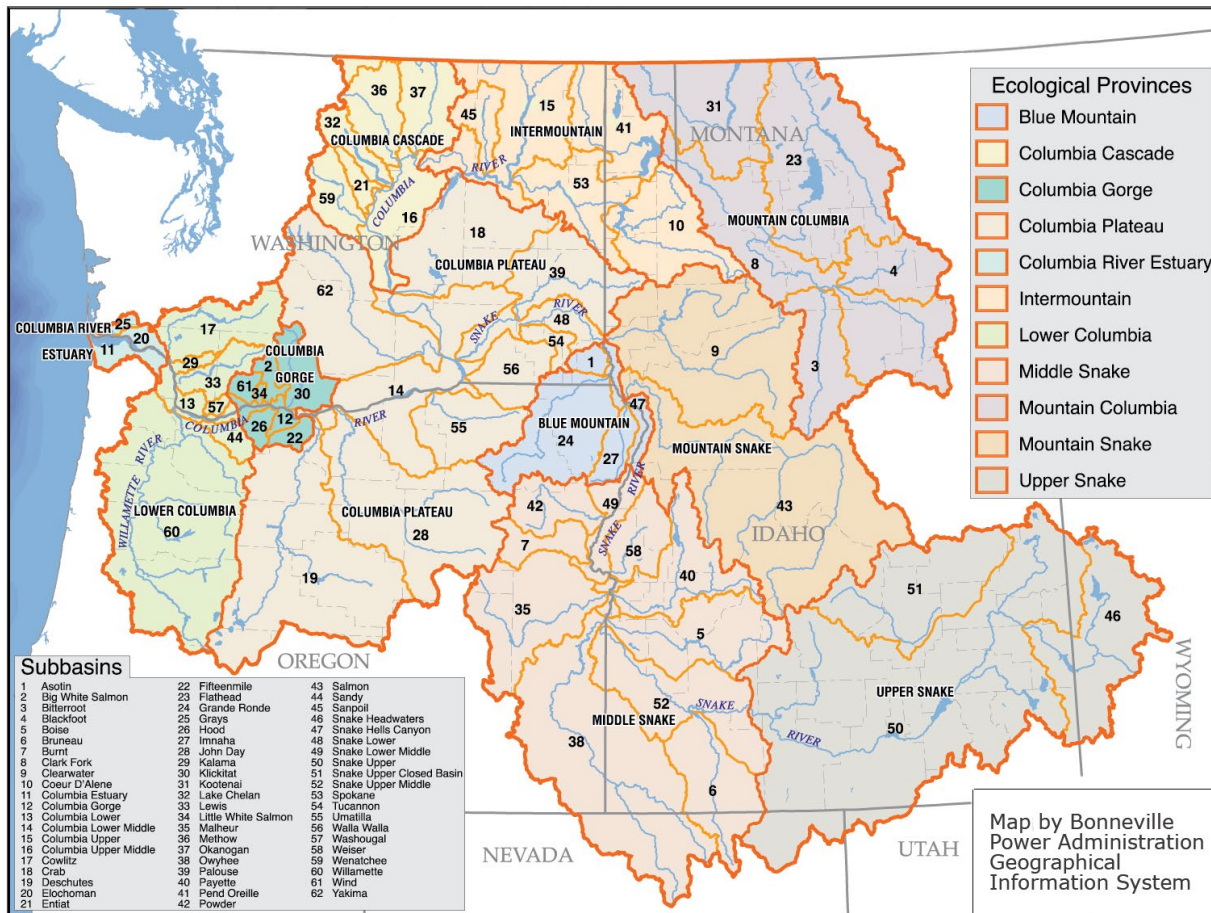 Ecological Provinces
Blue Mountain
Columbia Cascade
Columbia Gorge
Columbia Plateau
Columbia River Estuary
Intermountain
Lower Columbia
Middle Snake
Mountain Columbia
Mountain Snake
Upper Snake
36
37
32
COLUMBIA CASCADE
45
15
INTERMOUNTAIN
41
31
MONTANA
23
RIVER
59
21
16
COLUMBIA
53
10
MOUNTAIN COLUMBIA
WASHINGTON
18
COLUMBIA PLATEAU
39
8
4
62
COLUMBIA RIVER
ESTUARY
25
20
11
17
29
33
13
57
COLUMBIA
GORGE
2
61
34
30
14
SNAKE
RIVER
48
54
56
1
9
3
COLUMBIA
RIVER
44
26
12
22
55
BLUE MOUNTAIN
24
27
47
MOUNTAIN SNAKE
WILLAMETTE RIVER
LOWER COLUMBIA
60
COLUMBIA PLATEAU
28
19
42
7
49
SNAKE
RIVER
58
40
43
IDAHO
35
5
51
46
OREGON
WYOMING
52
SNAKE
MIDDLE SNAKE
38
6
UPPER SNAKE
RIVER
50
NEVADA
UTAH
Subbasins
1 Asotin
2 Big White Salmon
3 Bitterroot
4 Blackfoot
5 Boise
6 Bruneau
7 Burnt
8 Clark Fork
9 Clearwater
10 Coeur D'Alene
11 Columbia Estuary
12 Columbia Gorge
13 Columbia Lower
14 Columbia Lower Middle
15 Columbia Upper
16 Columbia Upper Middle
17 Cowlitz
18 Crab
19 Deschutes
20 Elochoman
21 Entiat
22 Fifteenmile
23 Flathead
24 Grande Ronde
25 Grays
26 Hood
27 Imnaha
28 John Day
29 Kalama
30 Klickitat
31 Kootenai
32 Lake Chelan
33 Lewis
34 Little White Salmon
35 Malheur
36 Methow
37 Okanogan
38 Owyhee
39 Palouse
40 Payette
41 Pend Oreille
42 Powder
43 Salmon
44 Sandy
45 Sanpoil
46 Snake Headwaters
47 Snake Hells Canyon
48 Snake Lower
49 Snake Lower Middle
50 Snake Upper
51 Snake Upper Closed Basin
52 Snake Upper Middle
53 Spokane
54 Tucannon
55 Umatilla
56 Walla Walla
57 Washougal
58 Weiser
59 Wenatchee
60 Willamette
61 Wind
62 Yakima
Map by Bonneville
Power Administration
Geographical
Information System